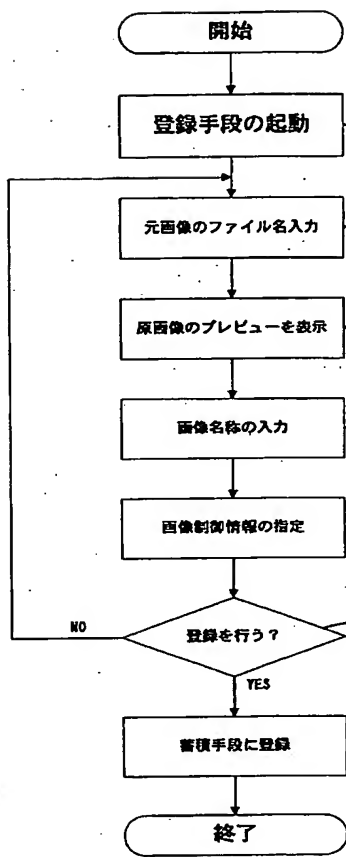 開始
登録手段の起動
元画像のファイル名入力
原画像のプレビューを表示
画像名称の入力
画像制御情報の指定
登録を行う？
NO
YES
蓄積手段に登録
終了